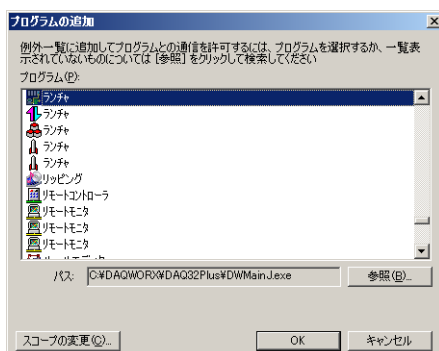 プログラムの追加
例外一覧に追加してプログラムとの通信を許可するには、プログラムを選択するか、一覧表
示されていないものについては [参照] をクリックして検索してください
プログラム(P):
ランチャ
ランチャ
ランチャ
ランチャ
ランチャ
リッピング
リモートコントローラ
リモートモニタ
リモートモニタ
リモートモニタ
パス: C:¥DAQWORX¥DAQ32Plus¥DWMainJ.exe 参照(B)...
スコープの変更(C)... OK キャンセル